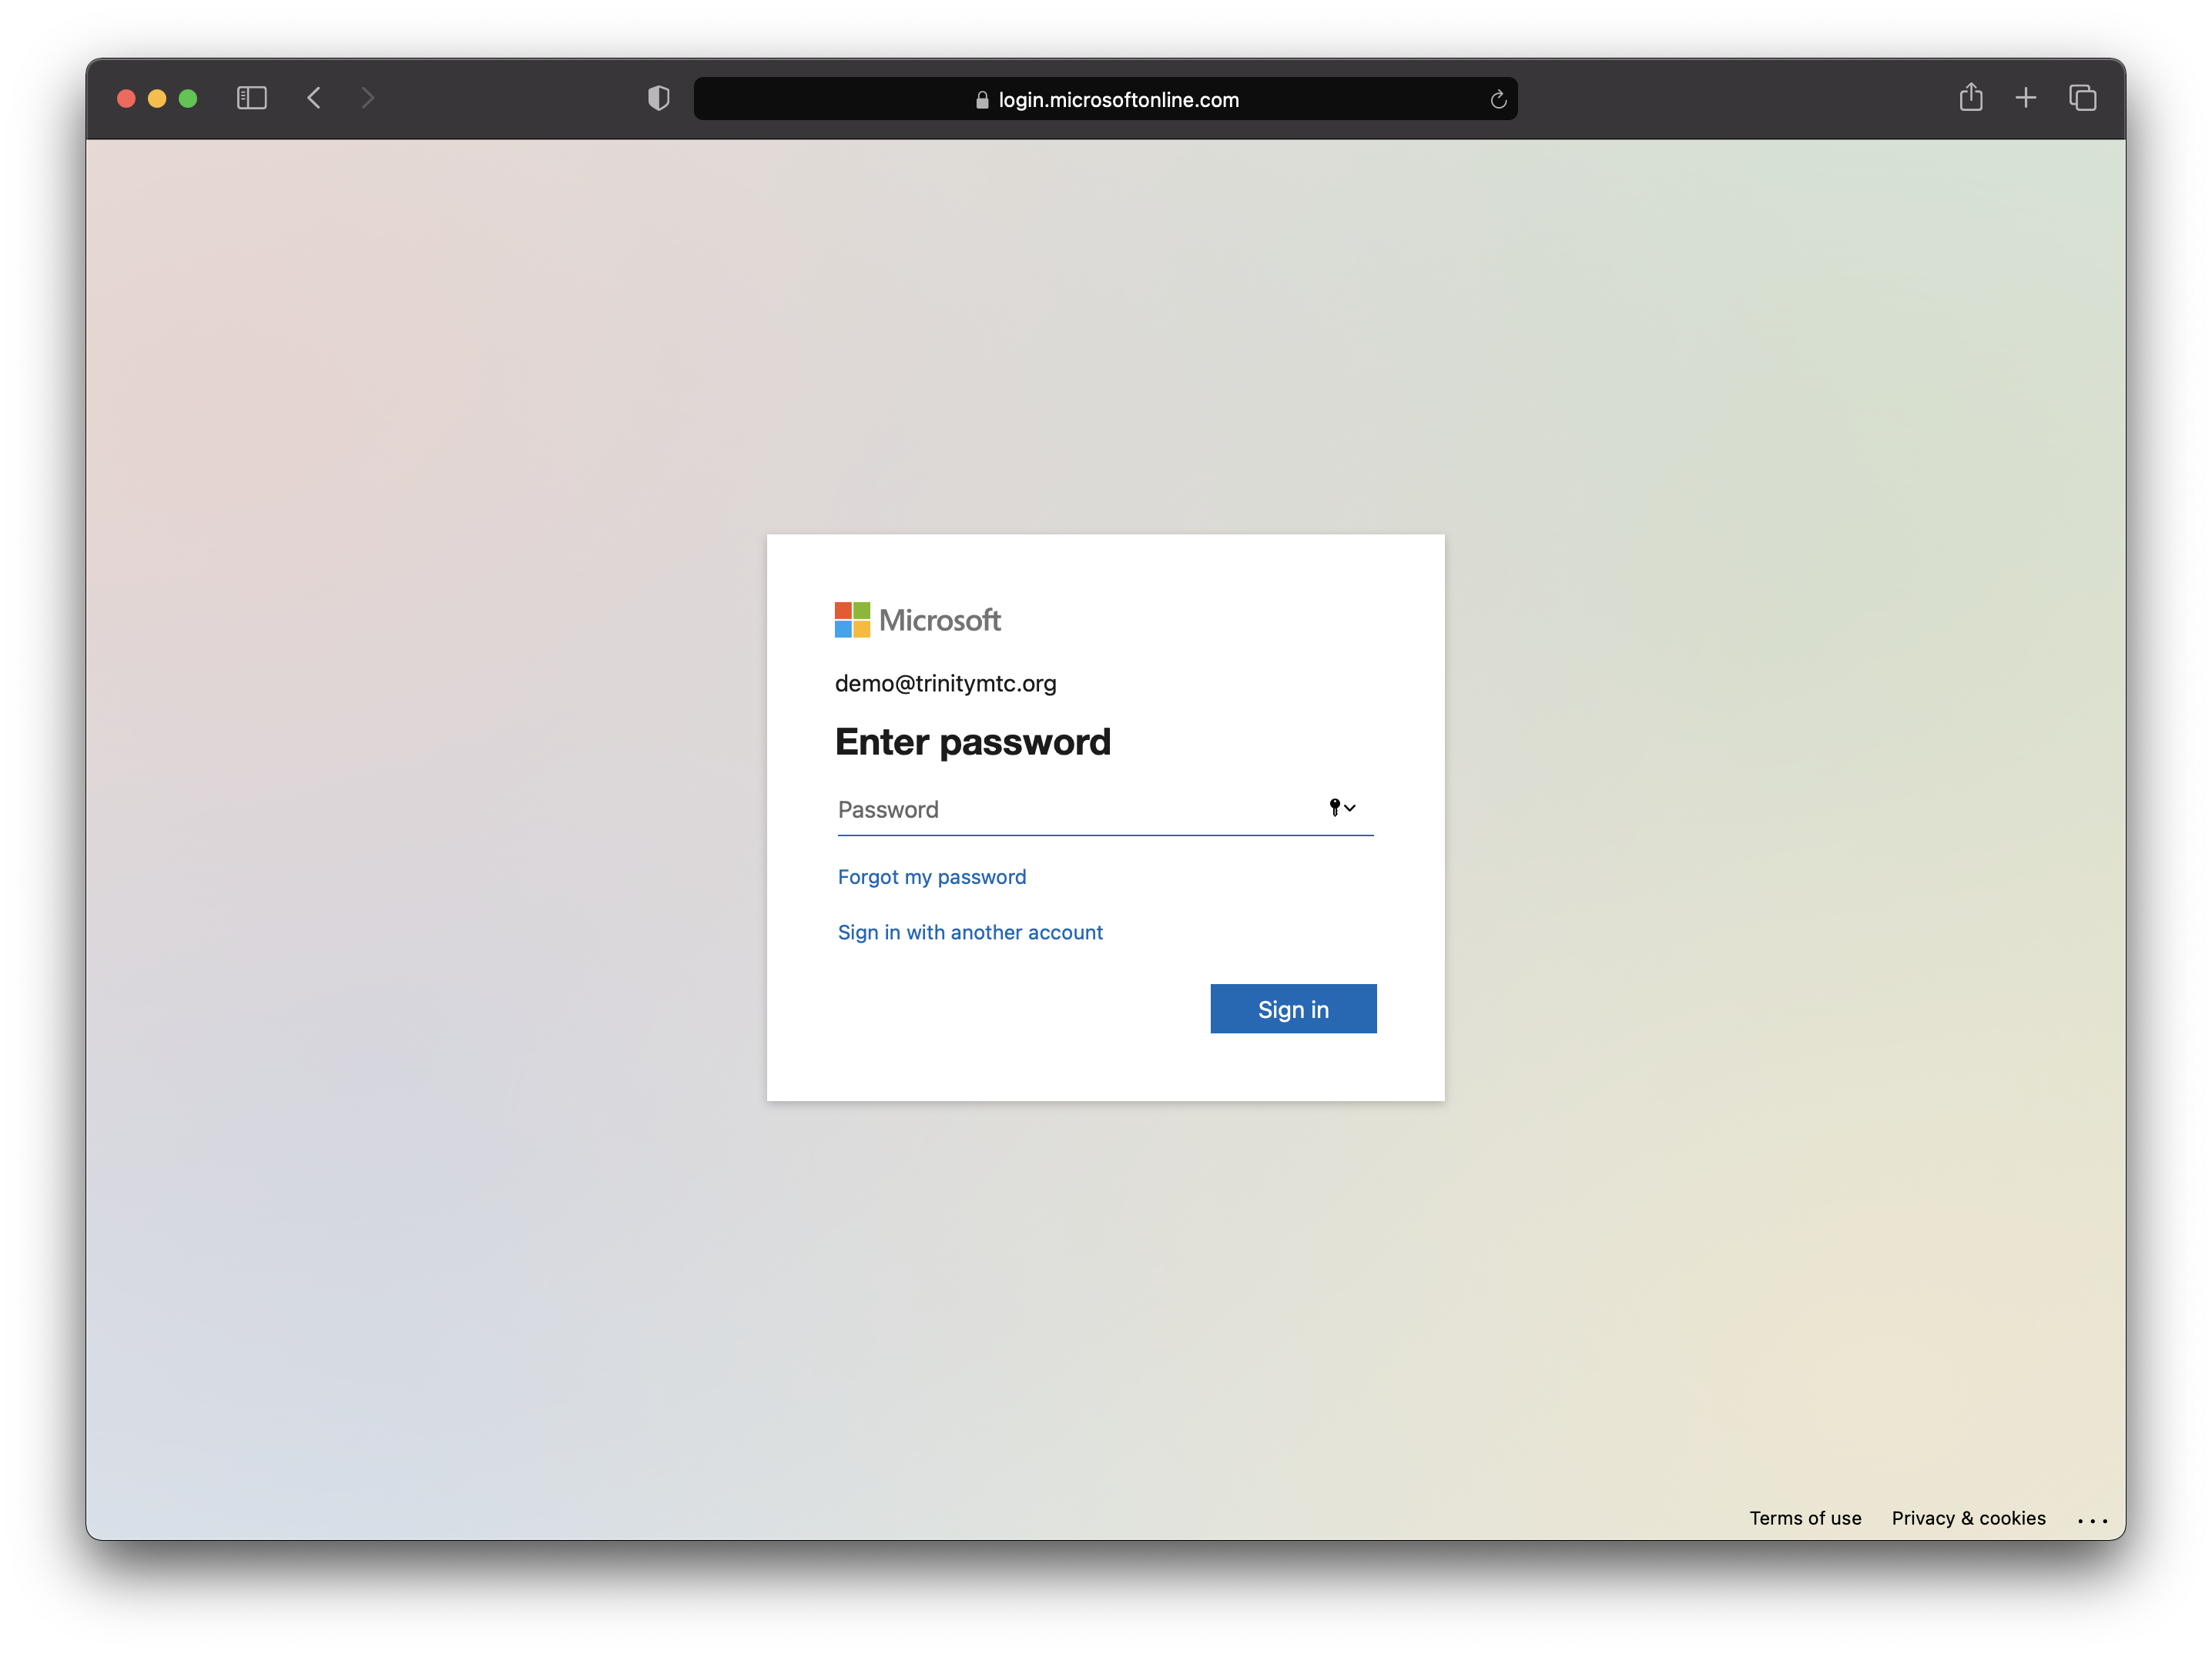 login.microsoftonline.com
Microsoft
demo@trinitymtc.org
Enter password
Password
Forgot my password
Sign in with another account
Sign in
Terms of use Privacy & cookies ...